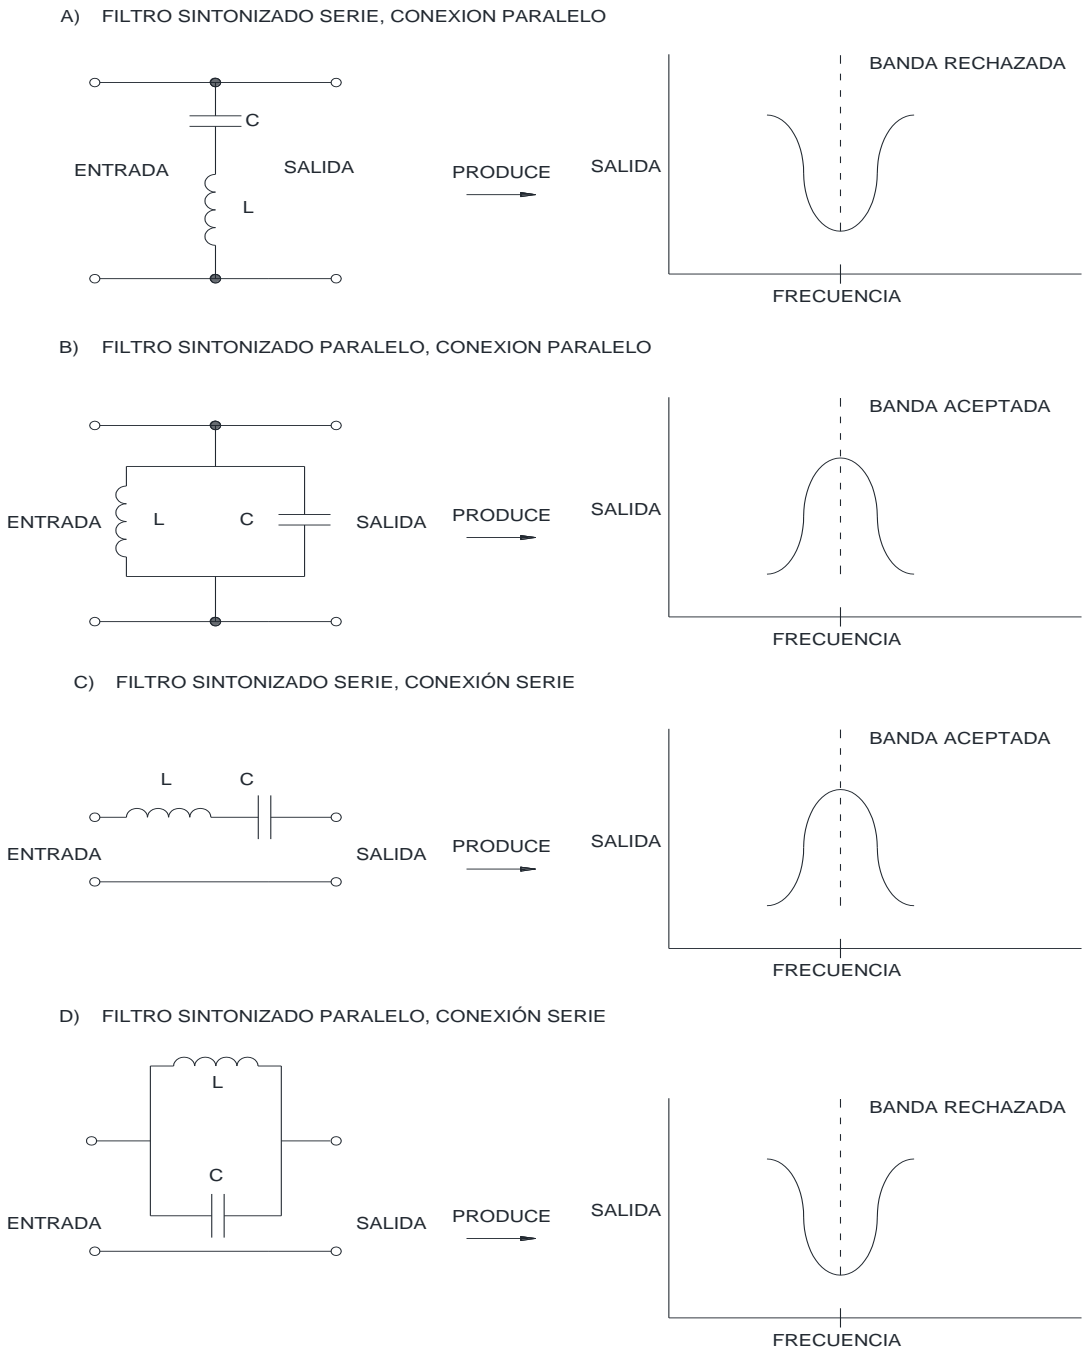 A) FILTRO SINTONIZADO SERIE, CONEXION PARALELO
BANDA RECHAZADA
C
ENTRADA
SALIDA
L
PRODUCE
SALIDA
FRECUENCIA
B) FILTRO SINTONIZADO PARALELO, CONEXION PARALELO
BANDA ACEPTADA
ENTRADA
L
C
SALIDA
PRODUCE
SALIDA
FRECUENCIA
C) FILTRO SINTONIZADO SERIE, CONEXIÓN SERIE
BANDA ACEPTADA
L
C
ENTRADA
SALIDA
PRODUCE
SALIDA
FRECUENCIA
D) FILTRO SINTONIZADO PARALELO, CONEXIÓN SERIE
L
BANDA RECHAZADA
C
ENTRADA
SALIDA
PRODUCE
SALIDA
FRECUENCIA